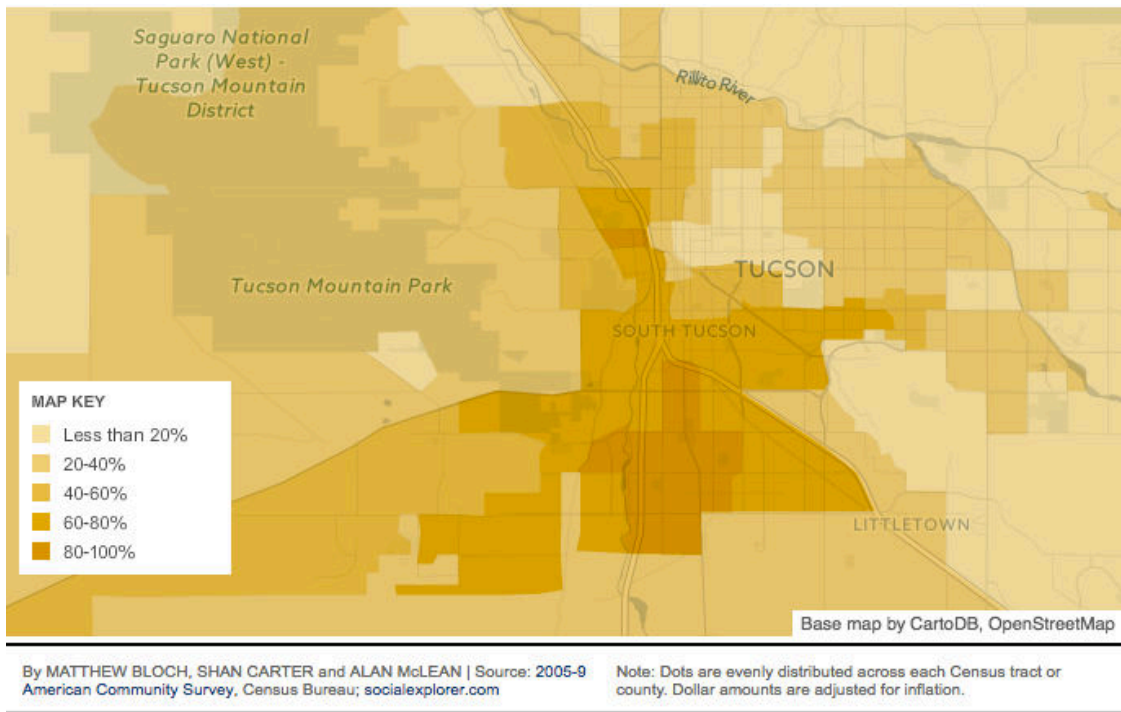 Saguaro National
Park (West) -
Tucson Mountain
District
Rillito River
Tucson Mountain Park
TUCSON
SOUTH TUCSON
LITTLETOWN
MAP KEY
Less than 20%
20-40%
40-60%
60-80%
80-100%
Base map by CartoDB, OpenStreetMap
By MATTHEW BLOCH, SHAN CARTER and ALAN McLEAN | Source: 2005-9
American Community Survey, Census Bureau; socialexplorer.com
Note: Dots are evenly distributed across each Census tract or
county. Dollar amounts are adjusted for inflation.